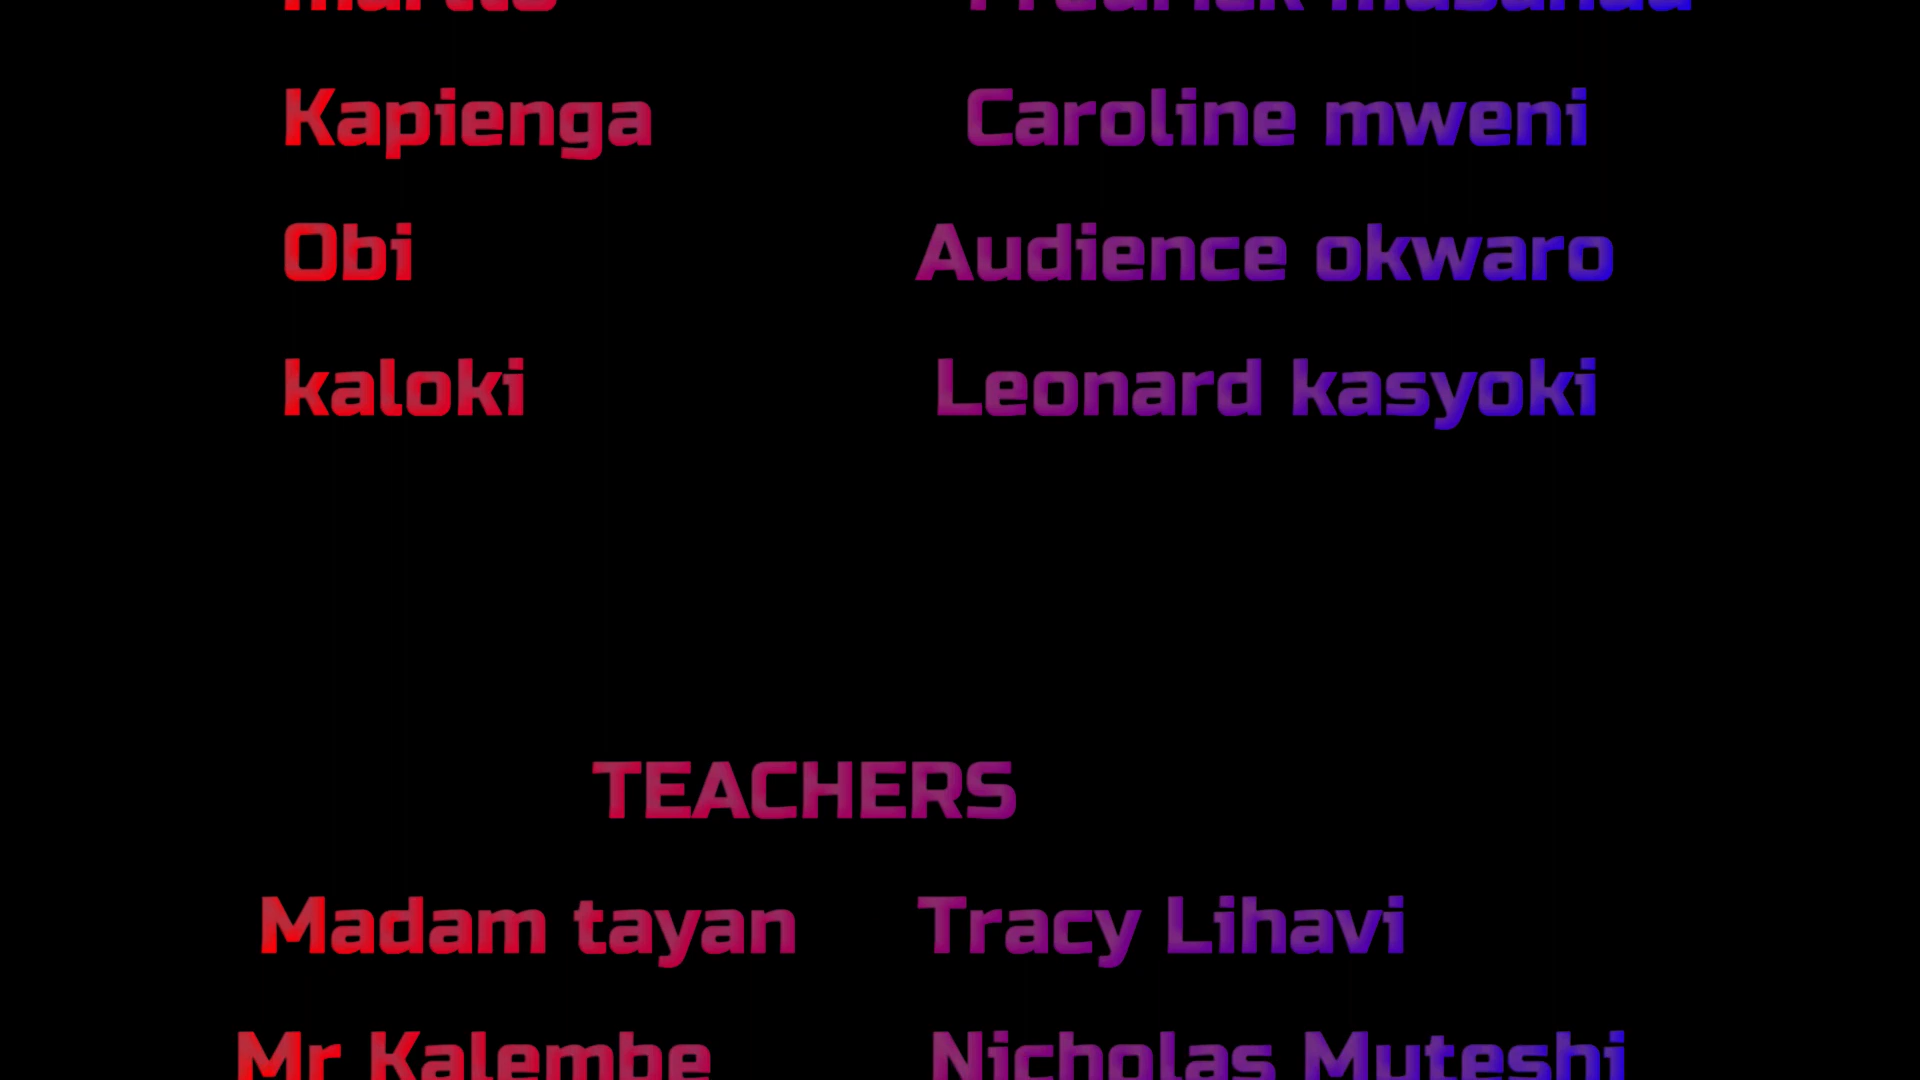 Kapienga Caroline mweni
Obi Audience okwaro
kaloki Leonard kasyoki
TEACHERS
Madam tayan Tracy Lihavi
Mr Kalembe Nicholas Muteshi